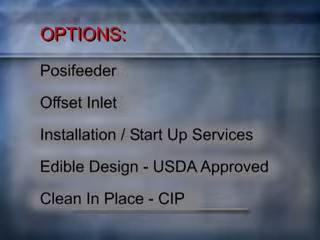 OPTIONS:
Posifeeder
Offset Inlet
Installation / Start Up Services
Edible Design - USDA Approved
Clean In Place - CIP